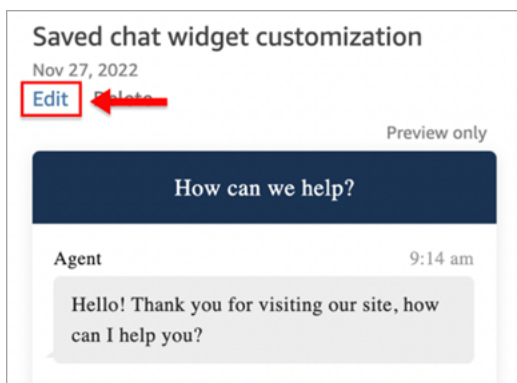 Saved chat widget customization
Nov 27, 2022
Edit Delete
Preview only
How can we help?
Agent 9:14 am
Hello! Thank you for visiting our site, how
can I help you?